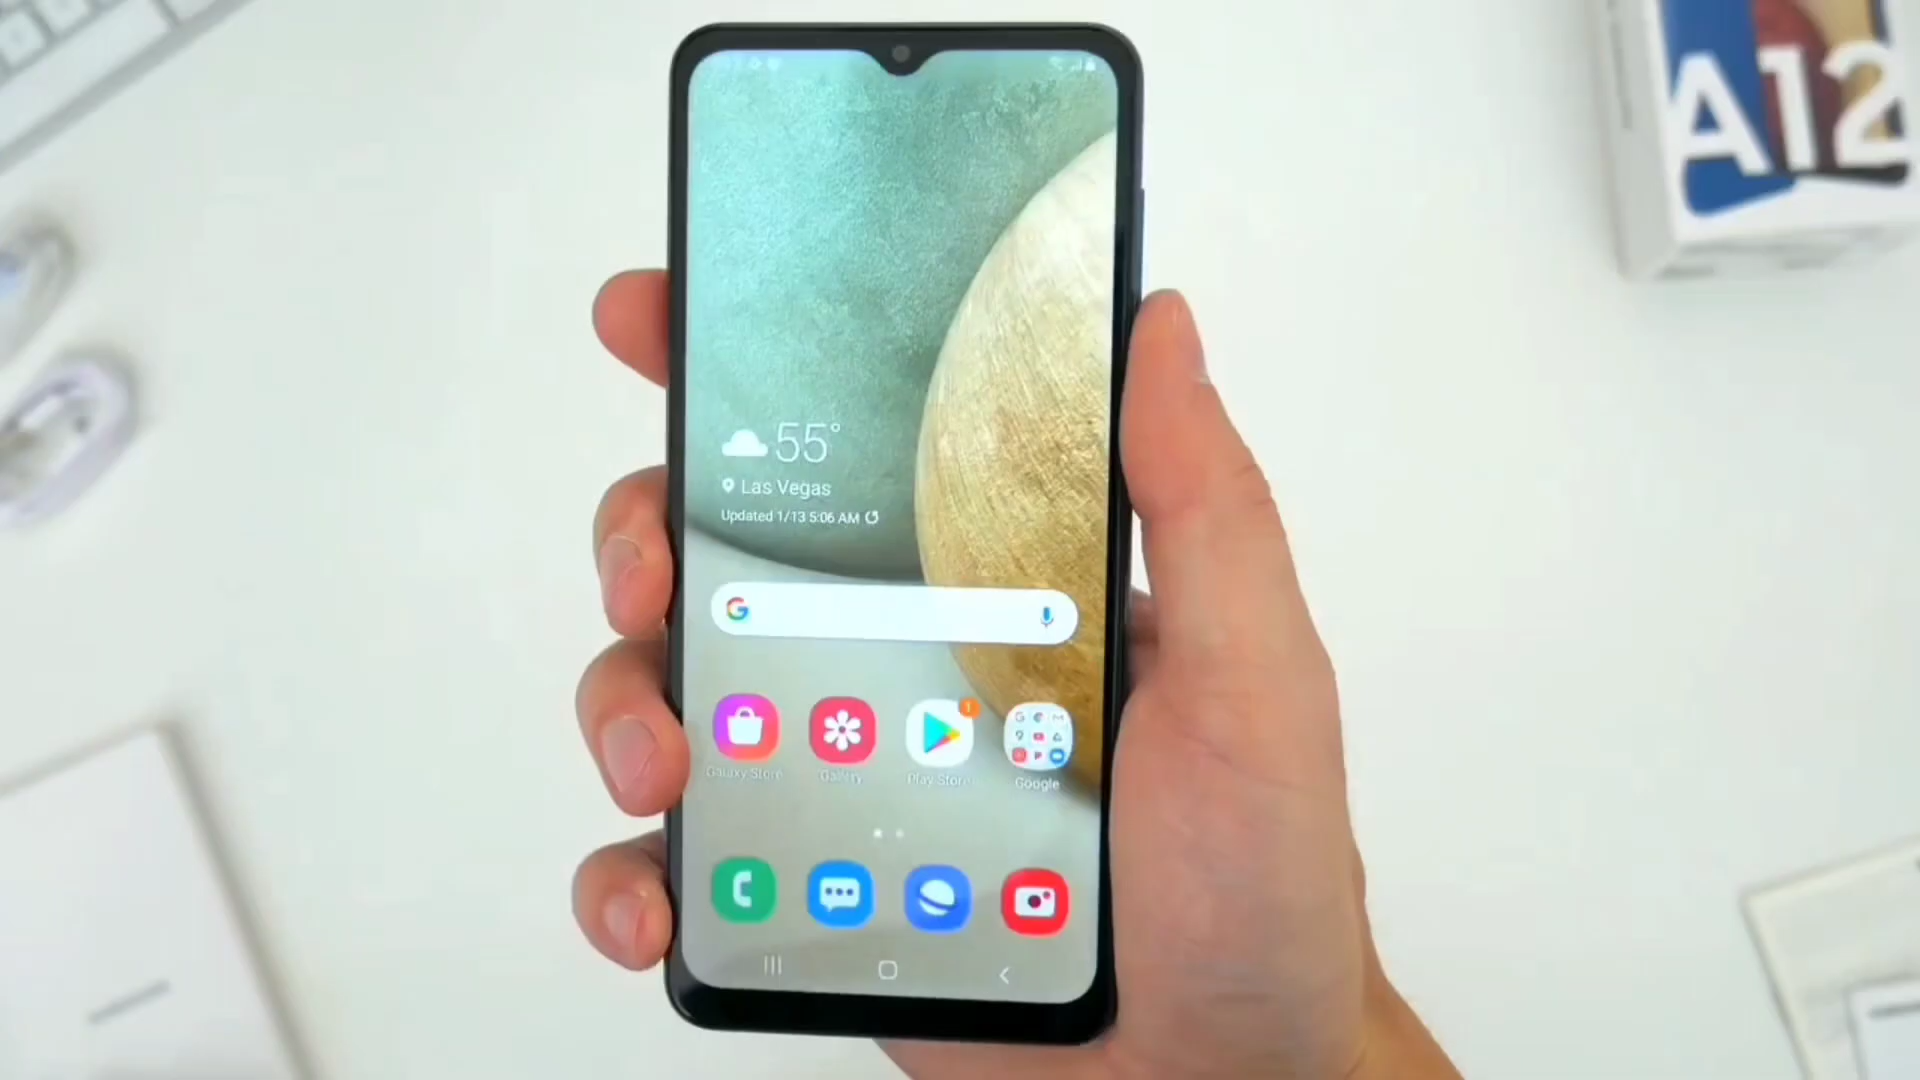 A12
55°
Las Vegas
Updated 1/13 5:06 AM
Galaxy Store
Gallery
Play Store
Google